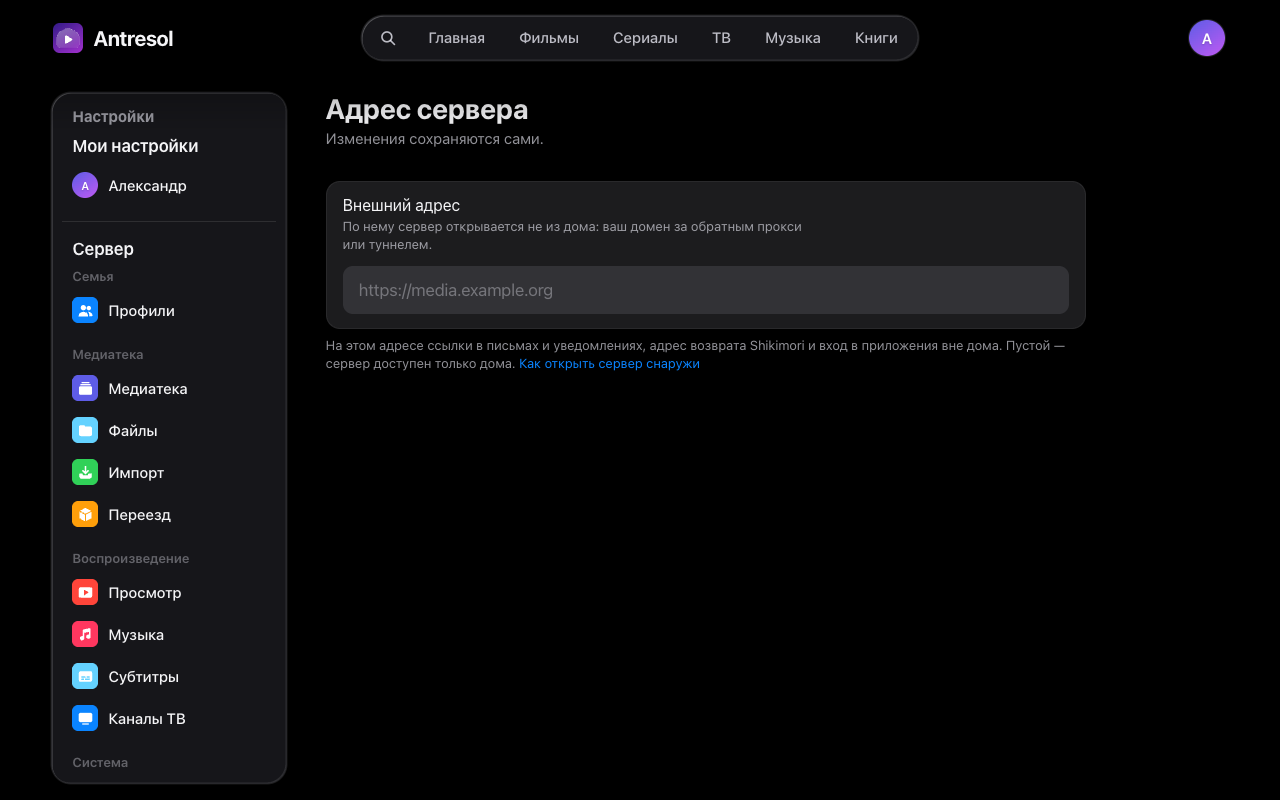 Antresol
Главная
Фильмы
Сериалы
ТВ
Музыка
Книги
A
Настройки
Мои настройки
A
Александр
Сервер
Семья
Профили
Медиатека
Медиатека
Файлы
Импорт
Переезд
Воспроизведение
Просмотр
Музыка
Субтитры
Каналы ТВ
Система
Адрес сервера
Изменения сохраняются сами.
Внешний адрес
По нему сервер открывается не из дома: ваш домен за обратным прокси
или туннелем.
https://media.example.org
На этом адресе ссылки в письмах и уведомлениях, адрес возврата Shikimori и вход в приложения вне дома. Пустой —
сервер доступен только дома. Как открыть сервер снаружи